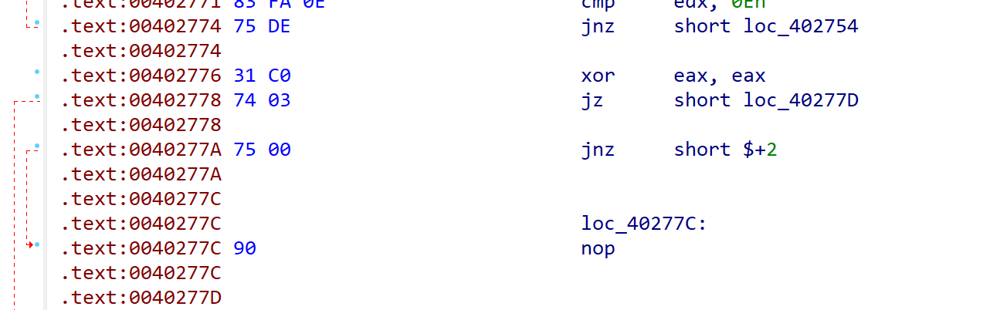 .text:00402771 83 FA 0E cmp edx, 0Eh
.text:00402774 75 DE jnz short loc_402754
.text:00402774
.text:00402776 31 C0 xor eax, eax
.text:00402778 74 03 jz short loc_40277D
.text:00402778
.text:0040277A 75 00 jnz short $+2
.text:0040277A
.text:0040277C
.text:0040277C loc_40277C:
.text:0040277C 90 nop
.text:0040277C
.text:0040277D